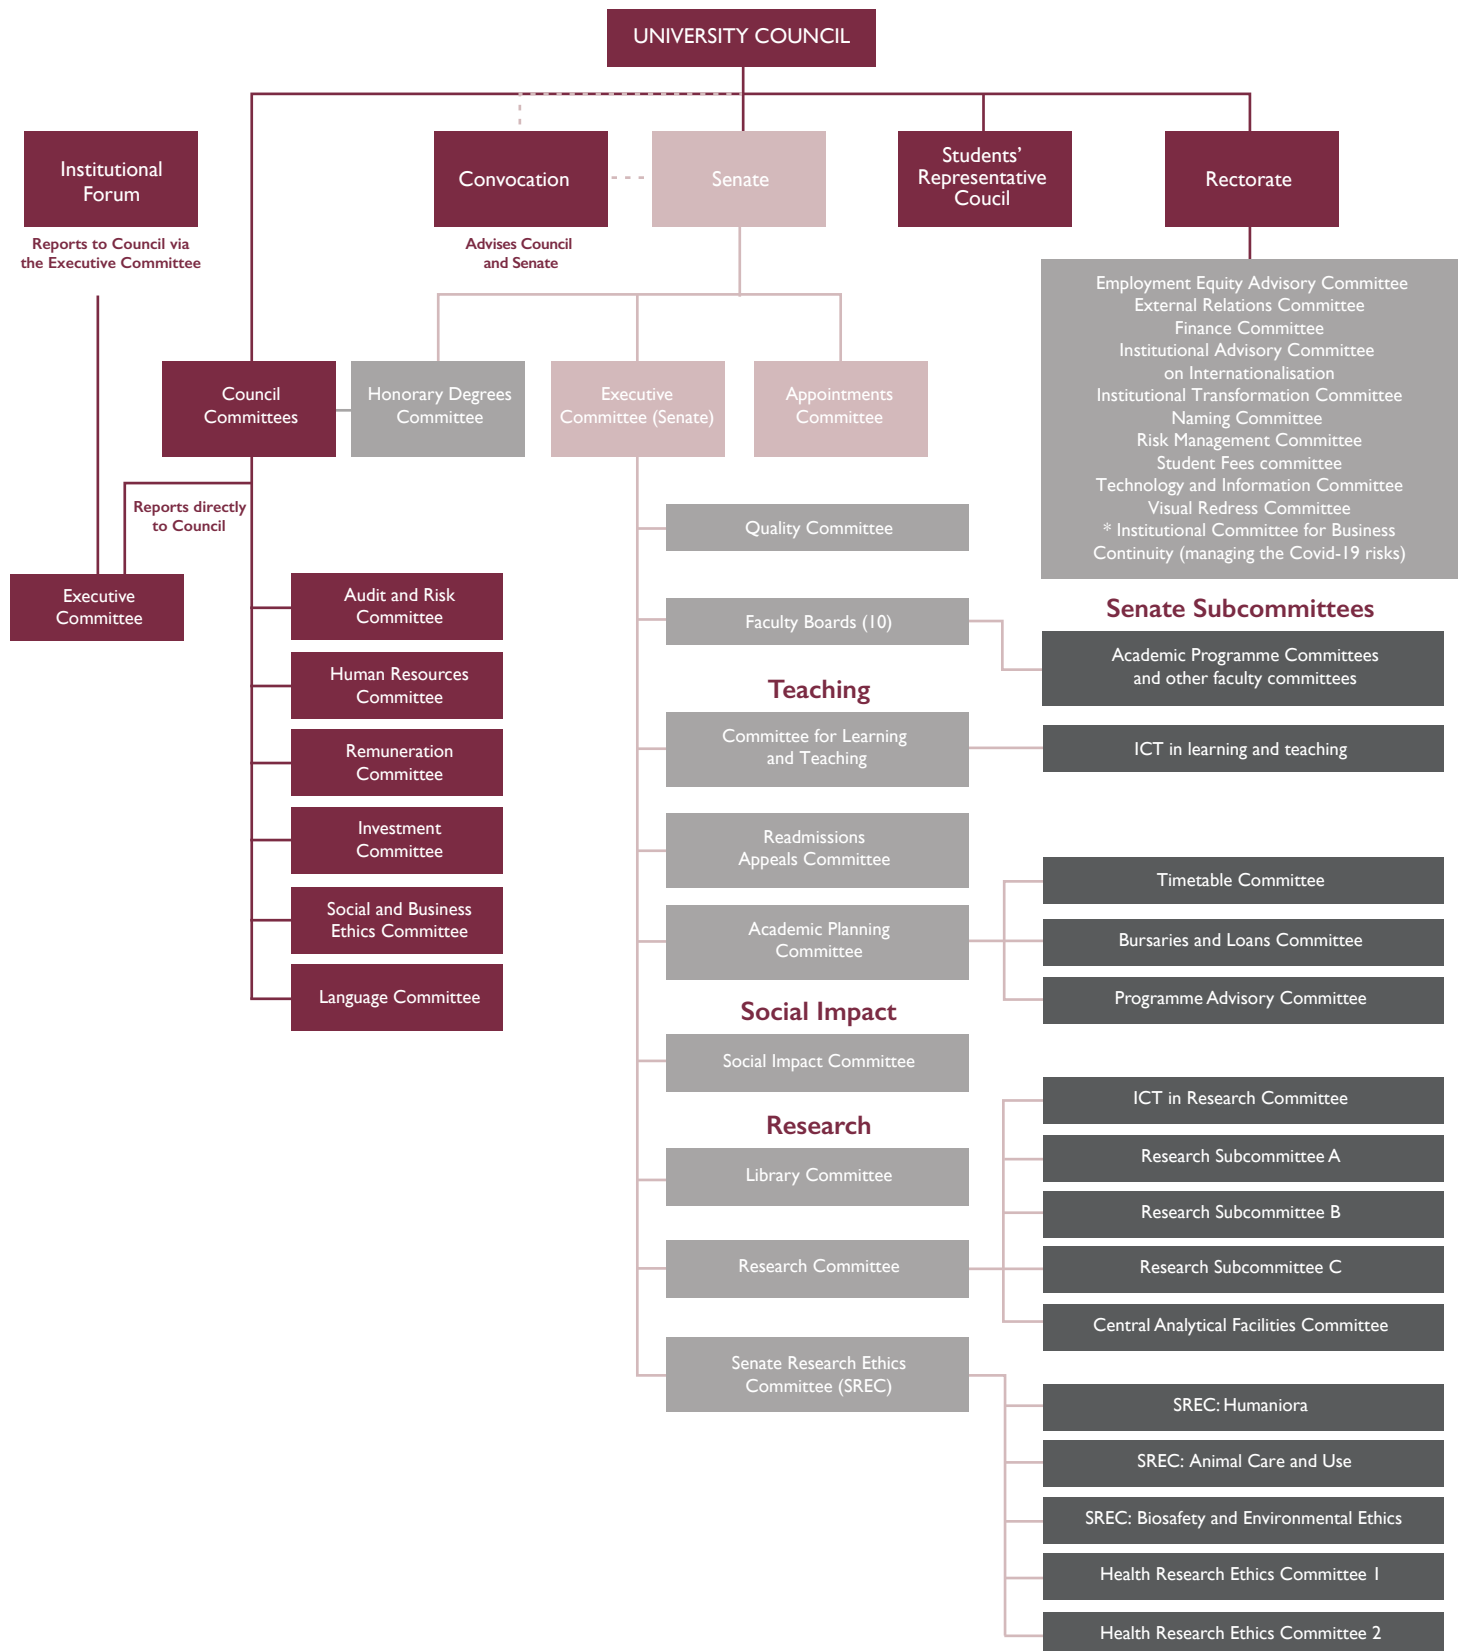 UNIVERSITY COUNCIL
Institutional
Forum
Reports to Council via
the Executive Committee
Convocation
Advises Council
and Senate
Senate
Students’
Representative
Coucil
Rectorate
Employment Equity Advisory Committee
External Relations Committee
Finance Committee
Institutional Advisory Committee
on Internationalisation
Institutional Transformation Committee
Naming Committee
Risk Management Committee
Student Fees committee
Technology and Information Committee
Visual Redress Committee
* Institutional Committee for Business
Continuity (managing the Covid-19 risks)
Council
Committees
Honorary Degrees
Committee
Executive
Committee (Senate)
Appointments
Committee
Reports directly
to Council
Executive
Committee
Audit and Risk
Committee
Human Resources
Committee
Remuneration
Committee
Investment
Committee
Social and Business
Ethics Committee
Language Committee
Quality Committee
Faculty Boards (10)
Teaching
Committee for Learning
and Teaching
Readmissions
Appeals Committee
Academic Planning
Committee
Social Impact
Social Impact Committee
Research
Library Committee
Research Committee
Senate Research Ethics
Committee (SREC)
Senate Subcommittees
Academic Programme Committees
and other faculty committees
ICT in learning and teaching
Timetable Committee
Bursaries and Loans Committee
Programme Advisory Committee
ICT in Research Committee
Research Subcommittee A
Research Subcommittee B
Research Subcommittee C
Central Analytical Facilities Committee
SREC: Humaniora
SREC: Animal Care and Use
SREC: Biosafety and Environmental Ethics
Health Research Ethics Committee 1
Health Research Ethics Committee 2